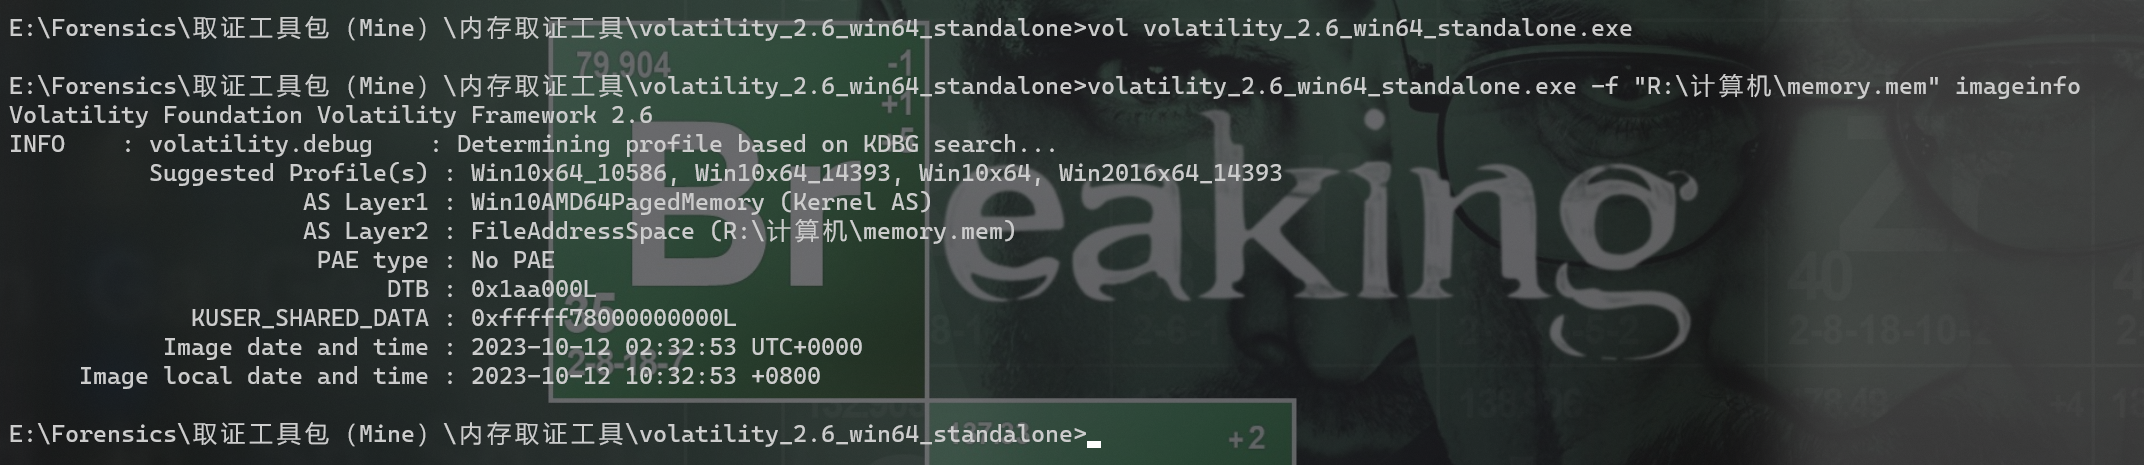 E:\Forensics\取证工具包（Mine）\内存取证工具\volatility_2.6_win64_standalone>vol volatility_2.6_win64_standalone.exe
E:\Forensics\取证工具包（Mine）\内存取证工具\volatility_2.6_win64_standalone>volatility_2.6_win64_standalone.exe -f "R:\计算机\memory.mem" imageinfo
Volatility Foundation Volatility Framework 2.6
INFO    : volatility.debug    : Determining profile based on KDBG search...
          Suggested Profile(s) : Win10x64_10586, Win10x64_14393, Win10x64, Win2016x64_14393
                     AS Layer1 : Win10AMD64PagedMemory (Kernel AS)
                     AS Layer2 : FileAddressSpace (R:\计算机\memory.mem)
                      PAE type : No PAE
                           DTB : 0x1aa000L
             KUSER_SHARED_DATA : 0xfffff78000000000L
           Image date and time : 2023-10-12 02:32:53 UTC+0000
     Image local date and time : 2023-10-12 10:32:53 +0800
E:\Forensics\取证工具包（Mine）\内存取证工具\volatility_2.6_win64_standalone>
79.904
-1
+1
+5
Breaking
35
2-8-18-7
40
2-8-18-10-
+2